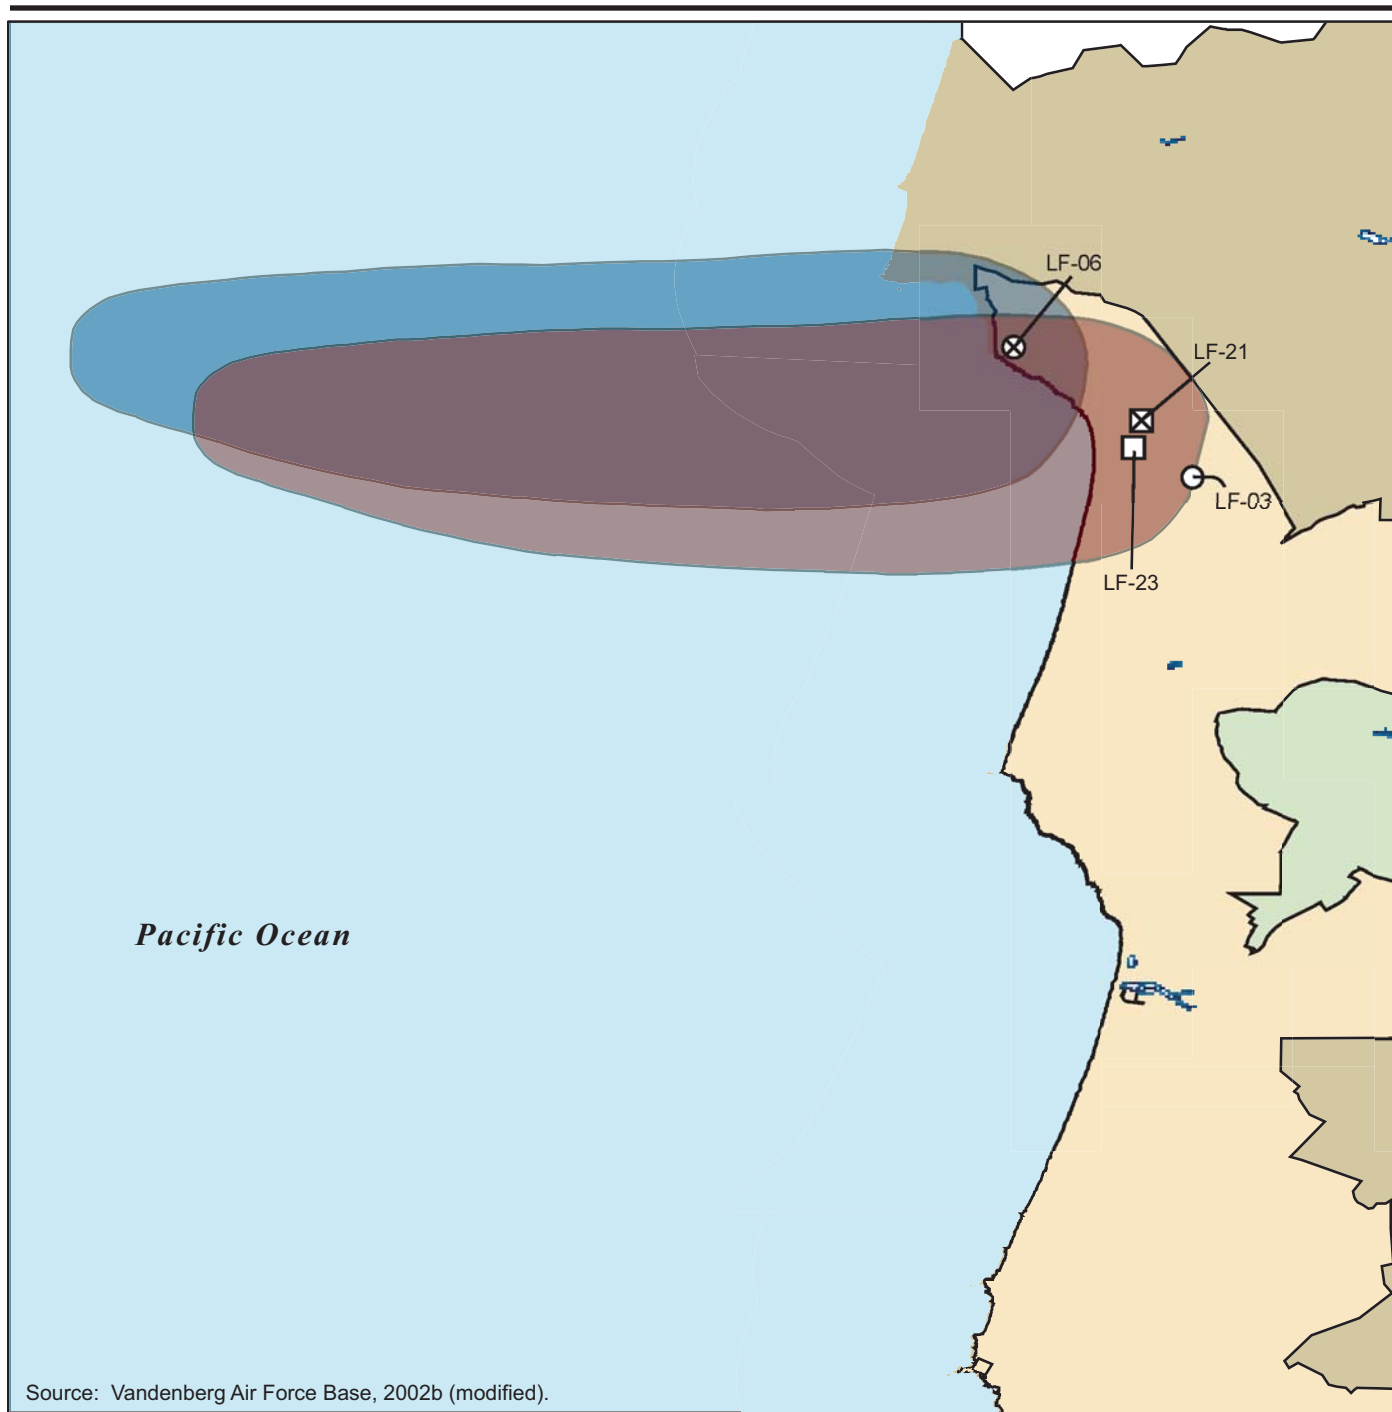 LF-06
LF-21
LF-03
LF-23
Pacific Ocean
Source:  Vandenberg Air Force Base, 2002b (modified).